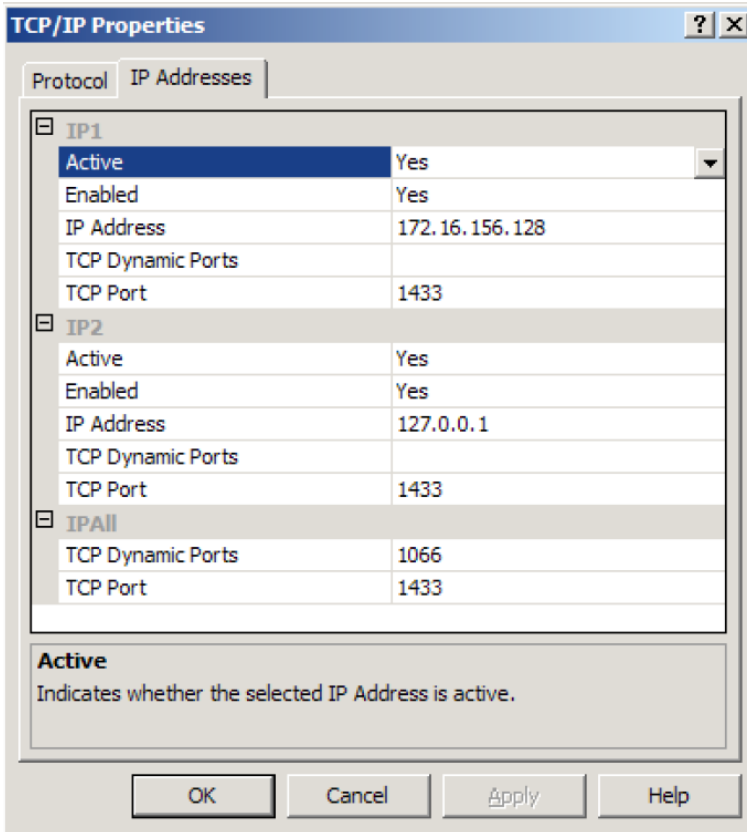 TCP/IP Properties
Protocol IP Addresses
IP1
Active Yes
Enabled Yes
IP Address 172.16.156.128
TCP Dynamic Ports
TCP Port 1433
IP2
Active Yes
Enabled Yes
IP Address 127.0.0.1
TCP Dynamic Ports
TCP Port 1433
IPAll
TCP Dynamic Ports 1066
TCP Port 1433
Active
Indicates whether the selected IP Address is active.
OK Cancel Apply Help